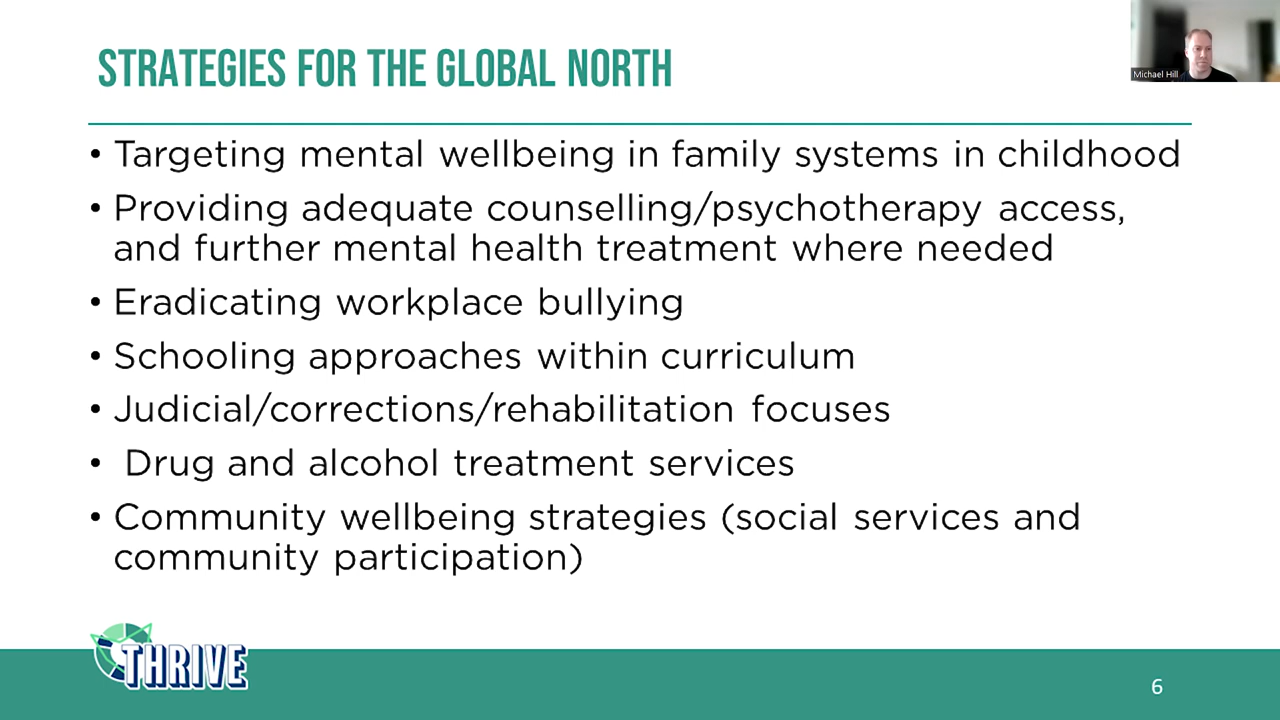 STRATEGIES FOR THE GLOBAL NORTH
Michael Hill
• Targeting mental wellbeing in family systems in childhood
• Providing adequate counselling/psychotherapy access,
and further mental health treatment where needed
• Eradicating workplace bullying
• Schooling approaches within curriculum
• Judicial/corrections/rehabilitation focuses
• Drug and alcohol treatment services
• Community wellbeing strategies (social services and
community participation)
THRIVE
6